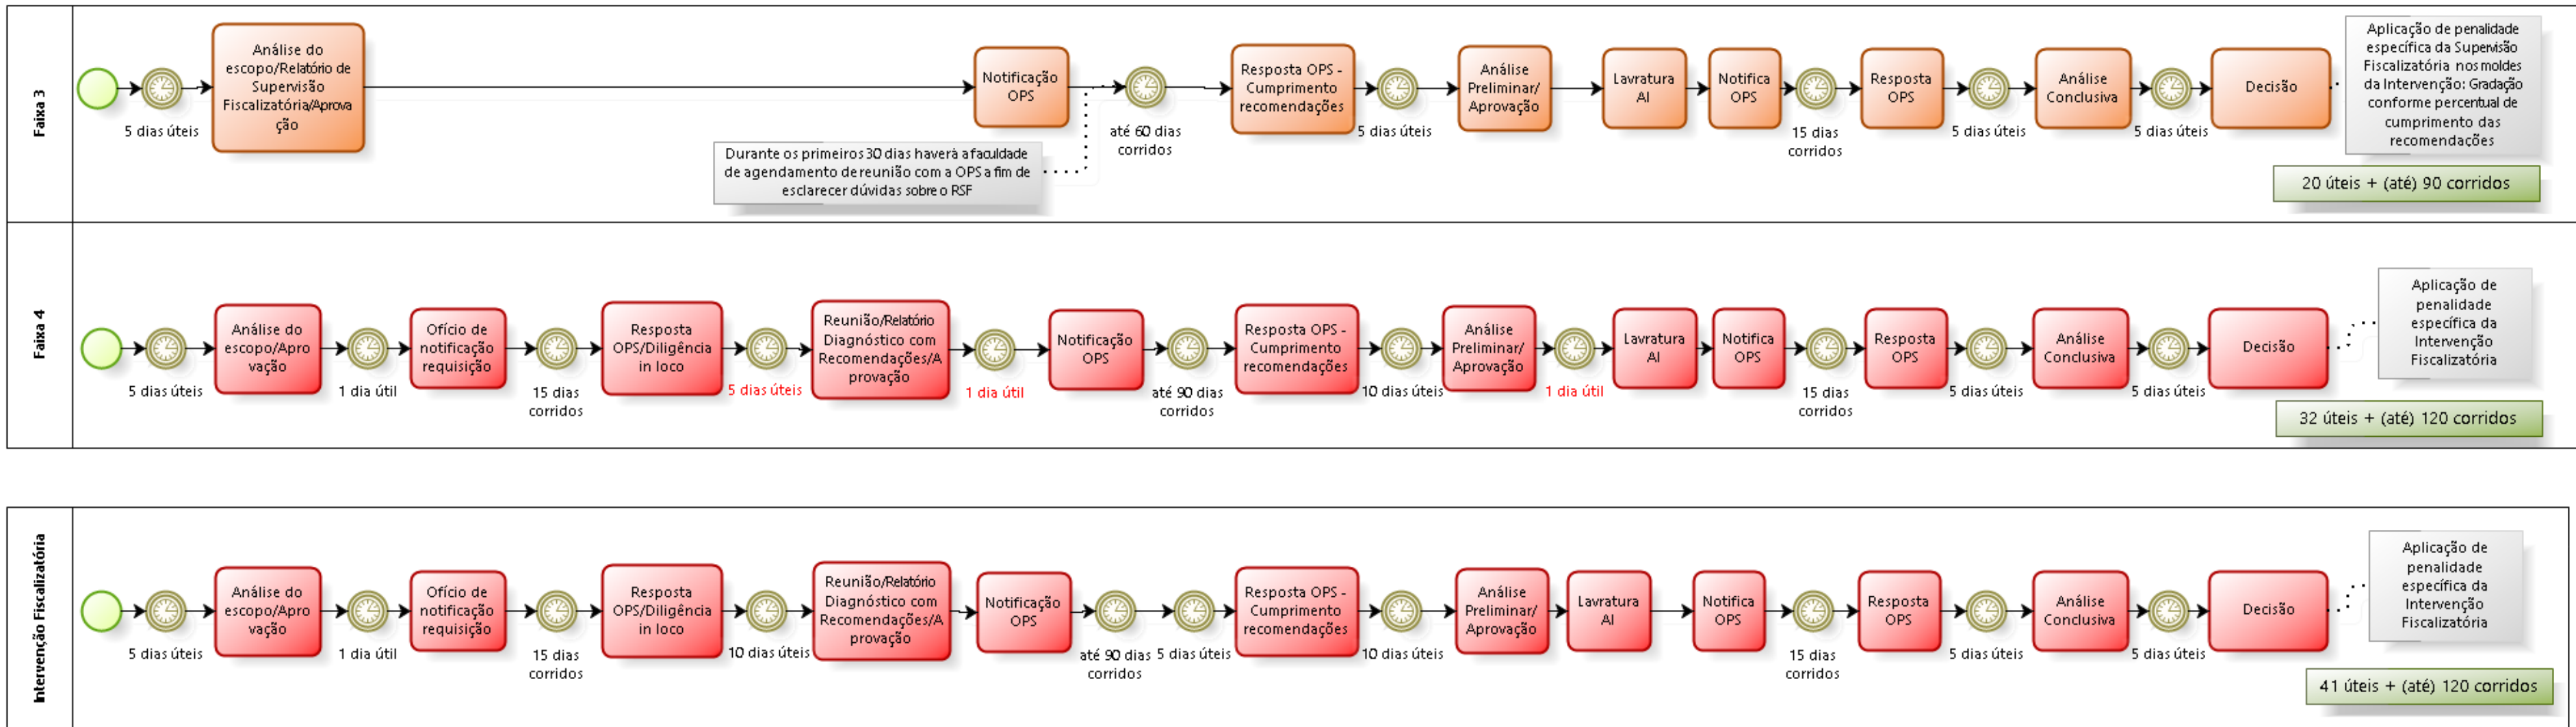 Faixa 3
5 dias úteis
Análise do
escopo/Relatório de
Supervisão
Fiscalizatória/Aprova
ção
Durante os primeiros 30 dias haverá a faculdade
de agendamento de reunião com a OPS a fim de
esclarecer dúvidas sobre o RSF
Notificação
OPS
até 60 dias
corridos
Resposta OPS -
Cumprimento
recomendações
5 dias úteis
Análise
Preliminar/
Aprovação
Lavratura
AI
Notifica
OPS
15 dias
corridos
Resposta
OPS
5 dias úteis
Análise
Conclusiva
5 dias úteis
Decisão
Aplicação de penalidade
específica da Supervisão
Fiscalizatória nos moldes
da Intervenção: Gradação
conforme percentual de
cumprimento das
recomendações
20 úteis + (até) 90 corridos
Faixa 4
5 dias úteis
Análise do
escopo/Apro
vação
1 dia útil
Ofício de
notificação
requisição
15 dias
corridos
Resposta
OPS/Diligência
in loco
5 dias úteis
Reunião/Relatório
Diagnóstico com
Recomendações/A
provação
1 dia útil
Notificação
OPS
até 90 dias
corridos
Resposta OPS -
Cumprimento
recomendações
10 dias úteis
Análise
Preliminar/
Aprovação
1 dia útil
Lavratura
AI
Notifica
OPS
15 dias
corridos
Resposta
OPS
5 dias úteis
Análise
Conclusiva
5 dias úteis
Decisão
Aplicação de
penalidade
específica da
Intervenção
Fiscalizatória
32 úteis + (até) 120 corridos
Intervenção Fiscalizatória
5 dias úteis
Análise do
escopo/Apro
vação
1 dia útil
Ofício de
notificação
requisição
15 dias
corridos
Resposta
OPS/Diligência
in loco
10 dias úteis
Reunião/Relatório
Diagnóstico com
Recomendações/A
provação
Notificação
OPS
até 90 dias
corridos
5 dias úteis
Resposta OPS -
Cumprimento
recomendações
10 dias úteis
Análise
Preliminar/
Aprovação
Lavratura
AI
Notifica
OPS
15 dias
corridos
Resposta
OPS
5 dias úteis
Análise
Conclusiva
5 dias úteis
Decisão
Aplicação de
penalidade
específica da
Intervenção
Fiscalizatória
41 úteis + (até) 120 corridos